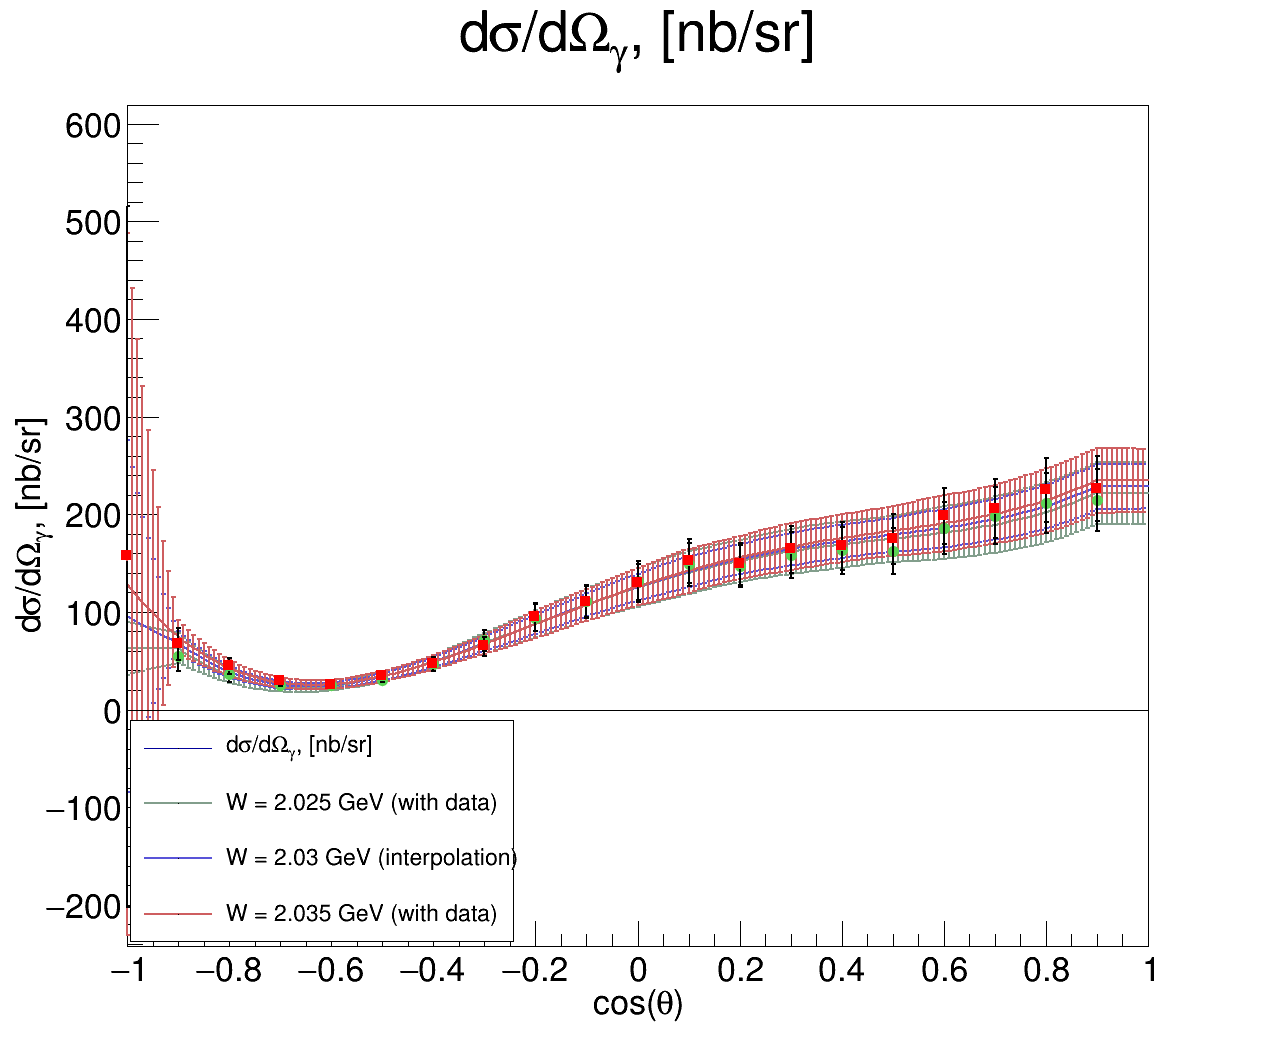 dσ/dΩγ, [nb/sr]
dσ/dΩγ, [nb/sr]
600
500
400
300
200
100
0
−100
−200
dσ/dΩγ, [nb/sr]
W = 2.025 GeV (with data)
W = 2.03 GeV (interpolation)
W = 2.035 GeV (with data)
−1 −0.8 −0.6 −0.4 −0.2 0 0.2 0.4 0.6 0.8 1
cos(θ)